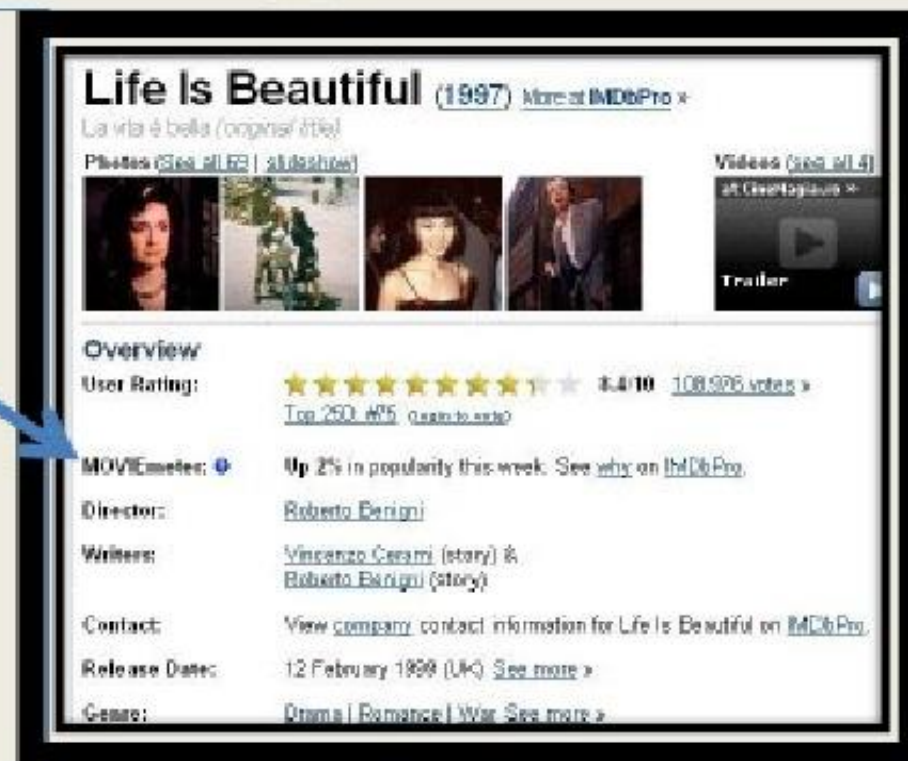 Life Is Beautiful (1997) More at IMDbPro »
La vita è bella (original title)
Photos (See all 59 | slideshow) Videos (see all 4)
at CineMagia.ro »
Trailer
Overview
User Rating: 8.4/10 votes »
Top 250: #75
MOVIEmeter: Up 2% in popularity this week. See why on IMDbPro.
Director: Roberto Benigni
Writers: Vincenzo Cerami (story) &
Roberto Benigni (story)
Contact: View company contact information for Life Is Beautiful on IMDbPro.
Release Date: 12 February 1999 (UK) See more »
Genre: Drama | Romance | War See more »